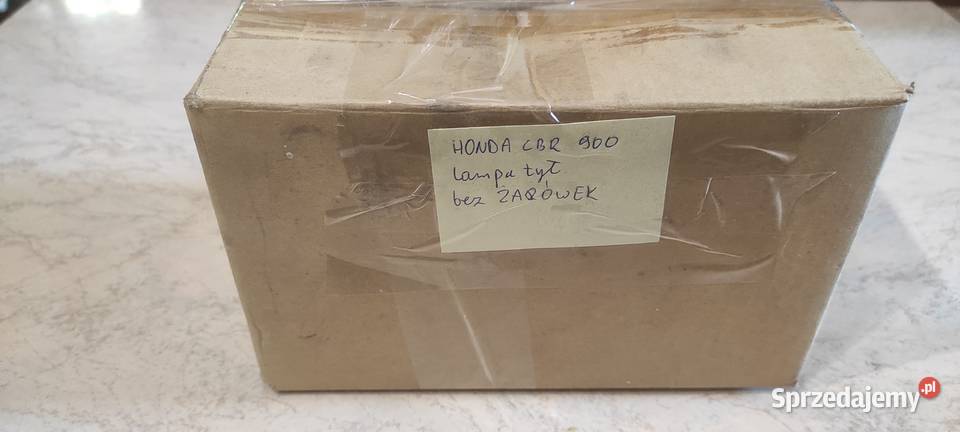 HONDA CBR 900
lampa tył
bez ŻARÓWEK
Sprzedajemy.pl